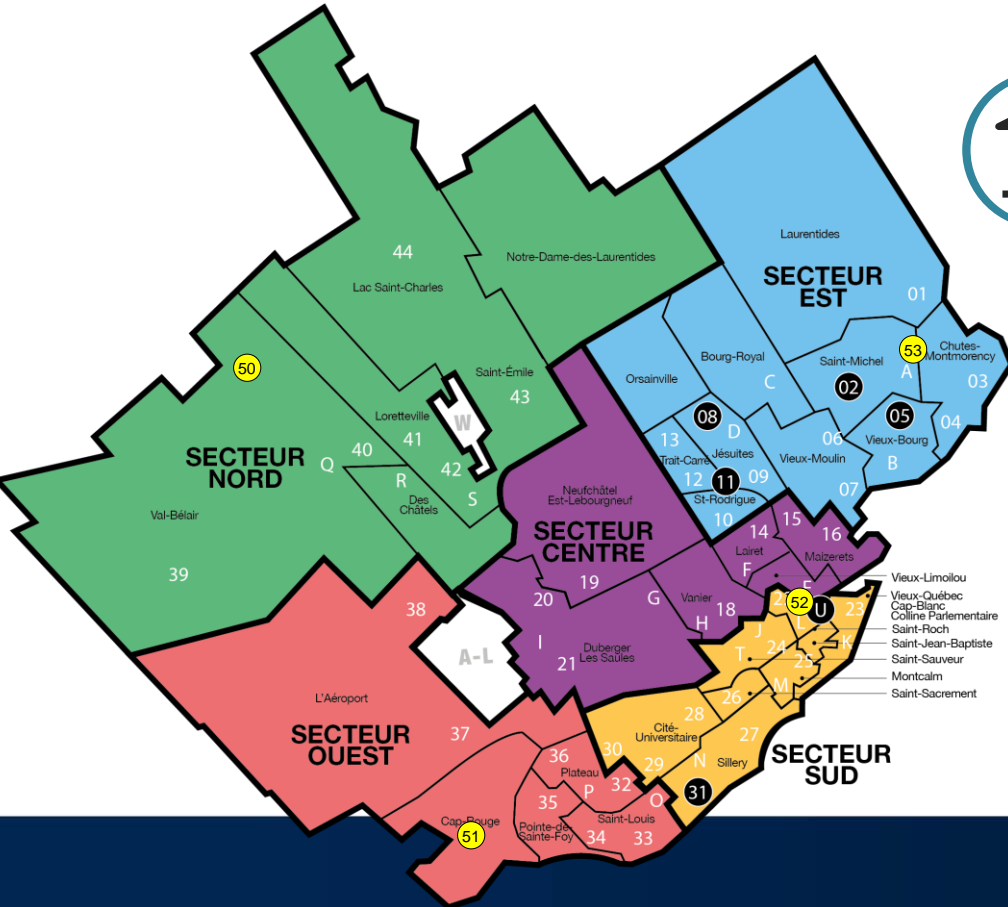 44
Lac Saint-Charles
Notre-Dame-des-Laurentides
Laurentides
SECTEUR
EST
01
50
Saint-Émile
43
Loretteville
41
W
40
42
Q
R
S
Des
Châtels
SECTEUR
NORD
Val-Bélair
39
Orsainville
Bourg-Royal
C
Saint-Michel
02
53
A
Chutes-
Montmorency
03
04
05
Vieux-Bourg
B
06
Vieux-Moulin
07
08
D
Jésuites
09
13
Trait-Carré
12
11
St-Rodrigue
10
Neufchâtel
Est-Lebourgneuf
SECTEUR
CENTRE
19
20
G
I
21
Duberger
Les Saules
Vanier
18
H
14
Lairet
F
15
16
Maizerets
E
Vieux-Limoilou
Vieux-Québec
Cap-Blanc
Colline Parlementaire
Saint-Roch
Saint-Jean-Baptiste
Saint-Sauveur
Montcalm
Saint-Sacrement
52
U
23
L
K
J
24
T
25
M
26
28
Cité-
Universitaire
27
30
29
N
Sillery
31
SECTEUR
SUD
38
A-L
L'Aéroport
SECTEUR
OUEST
37
36
Plateau
P
32
O
35
Pointe-de-
Sainte-Foy
Saint-Louis
34
33
Cap-Rouge
51